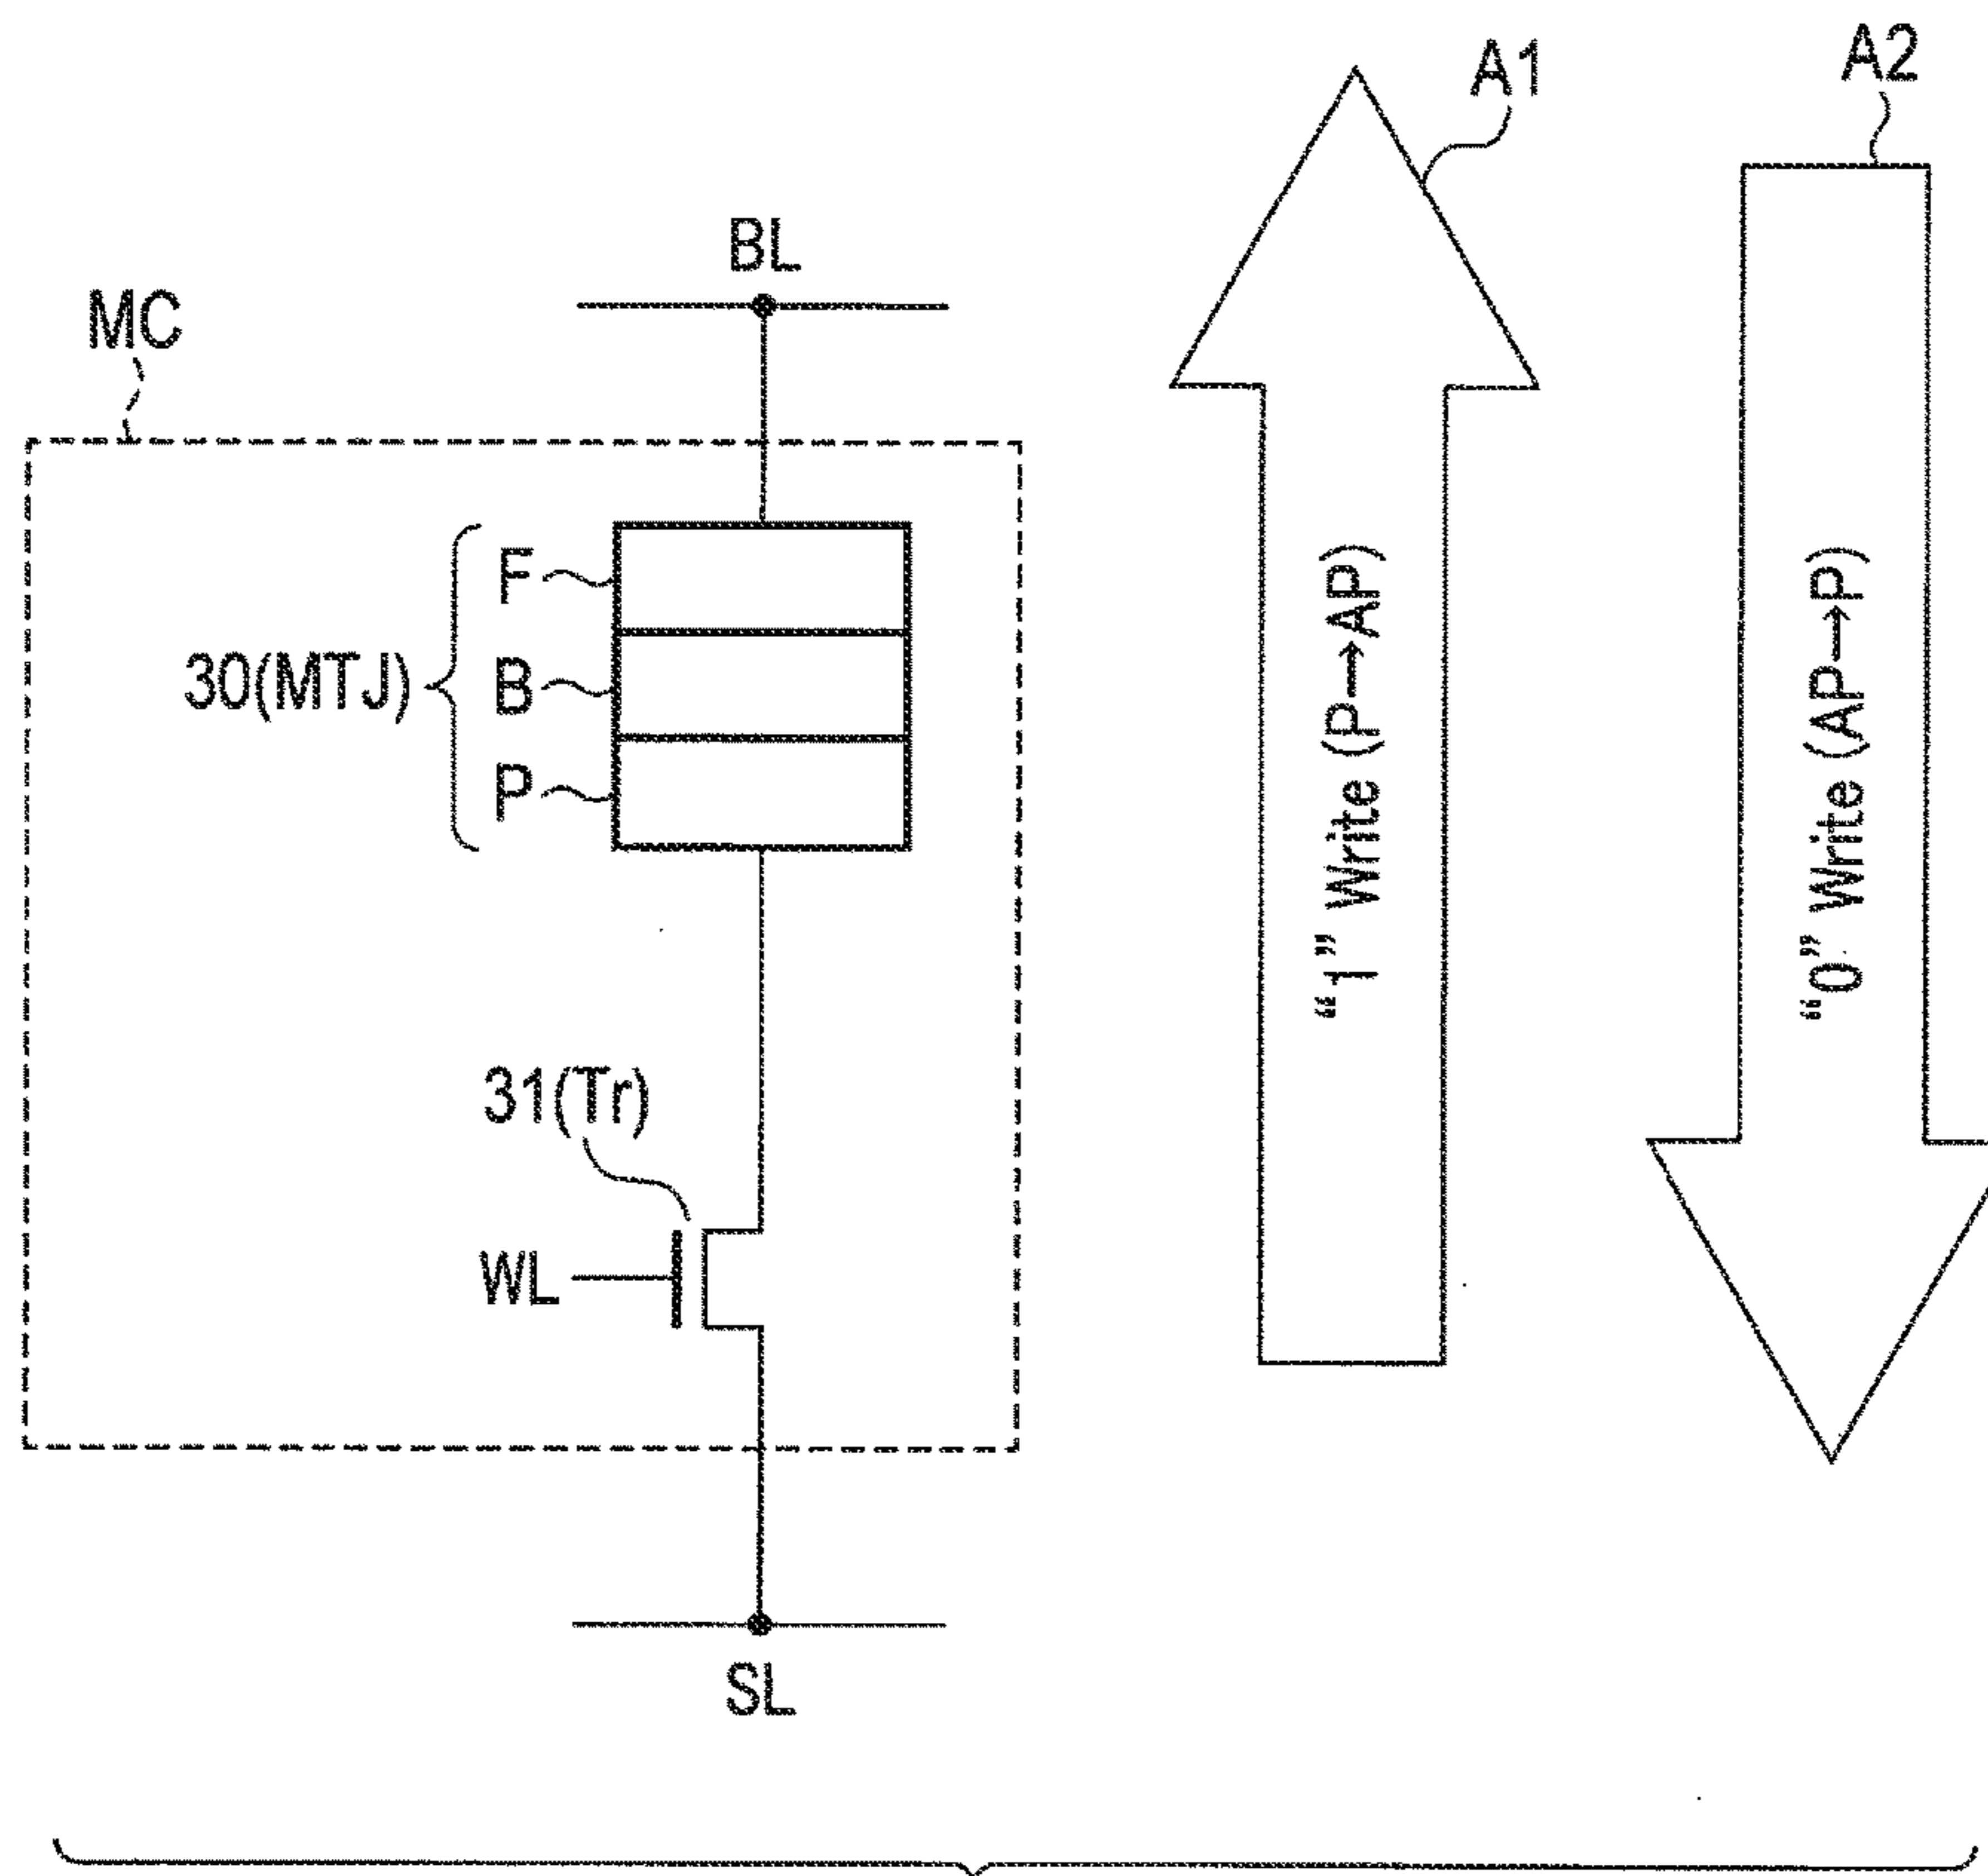 A1
A2
BL
MC
F
30(MTJ)
B
P
“1” Write (P→AP)
“0” Write (AP→P)
31(Tr)
WL
SL